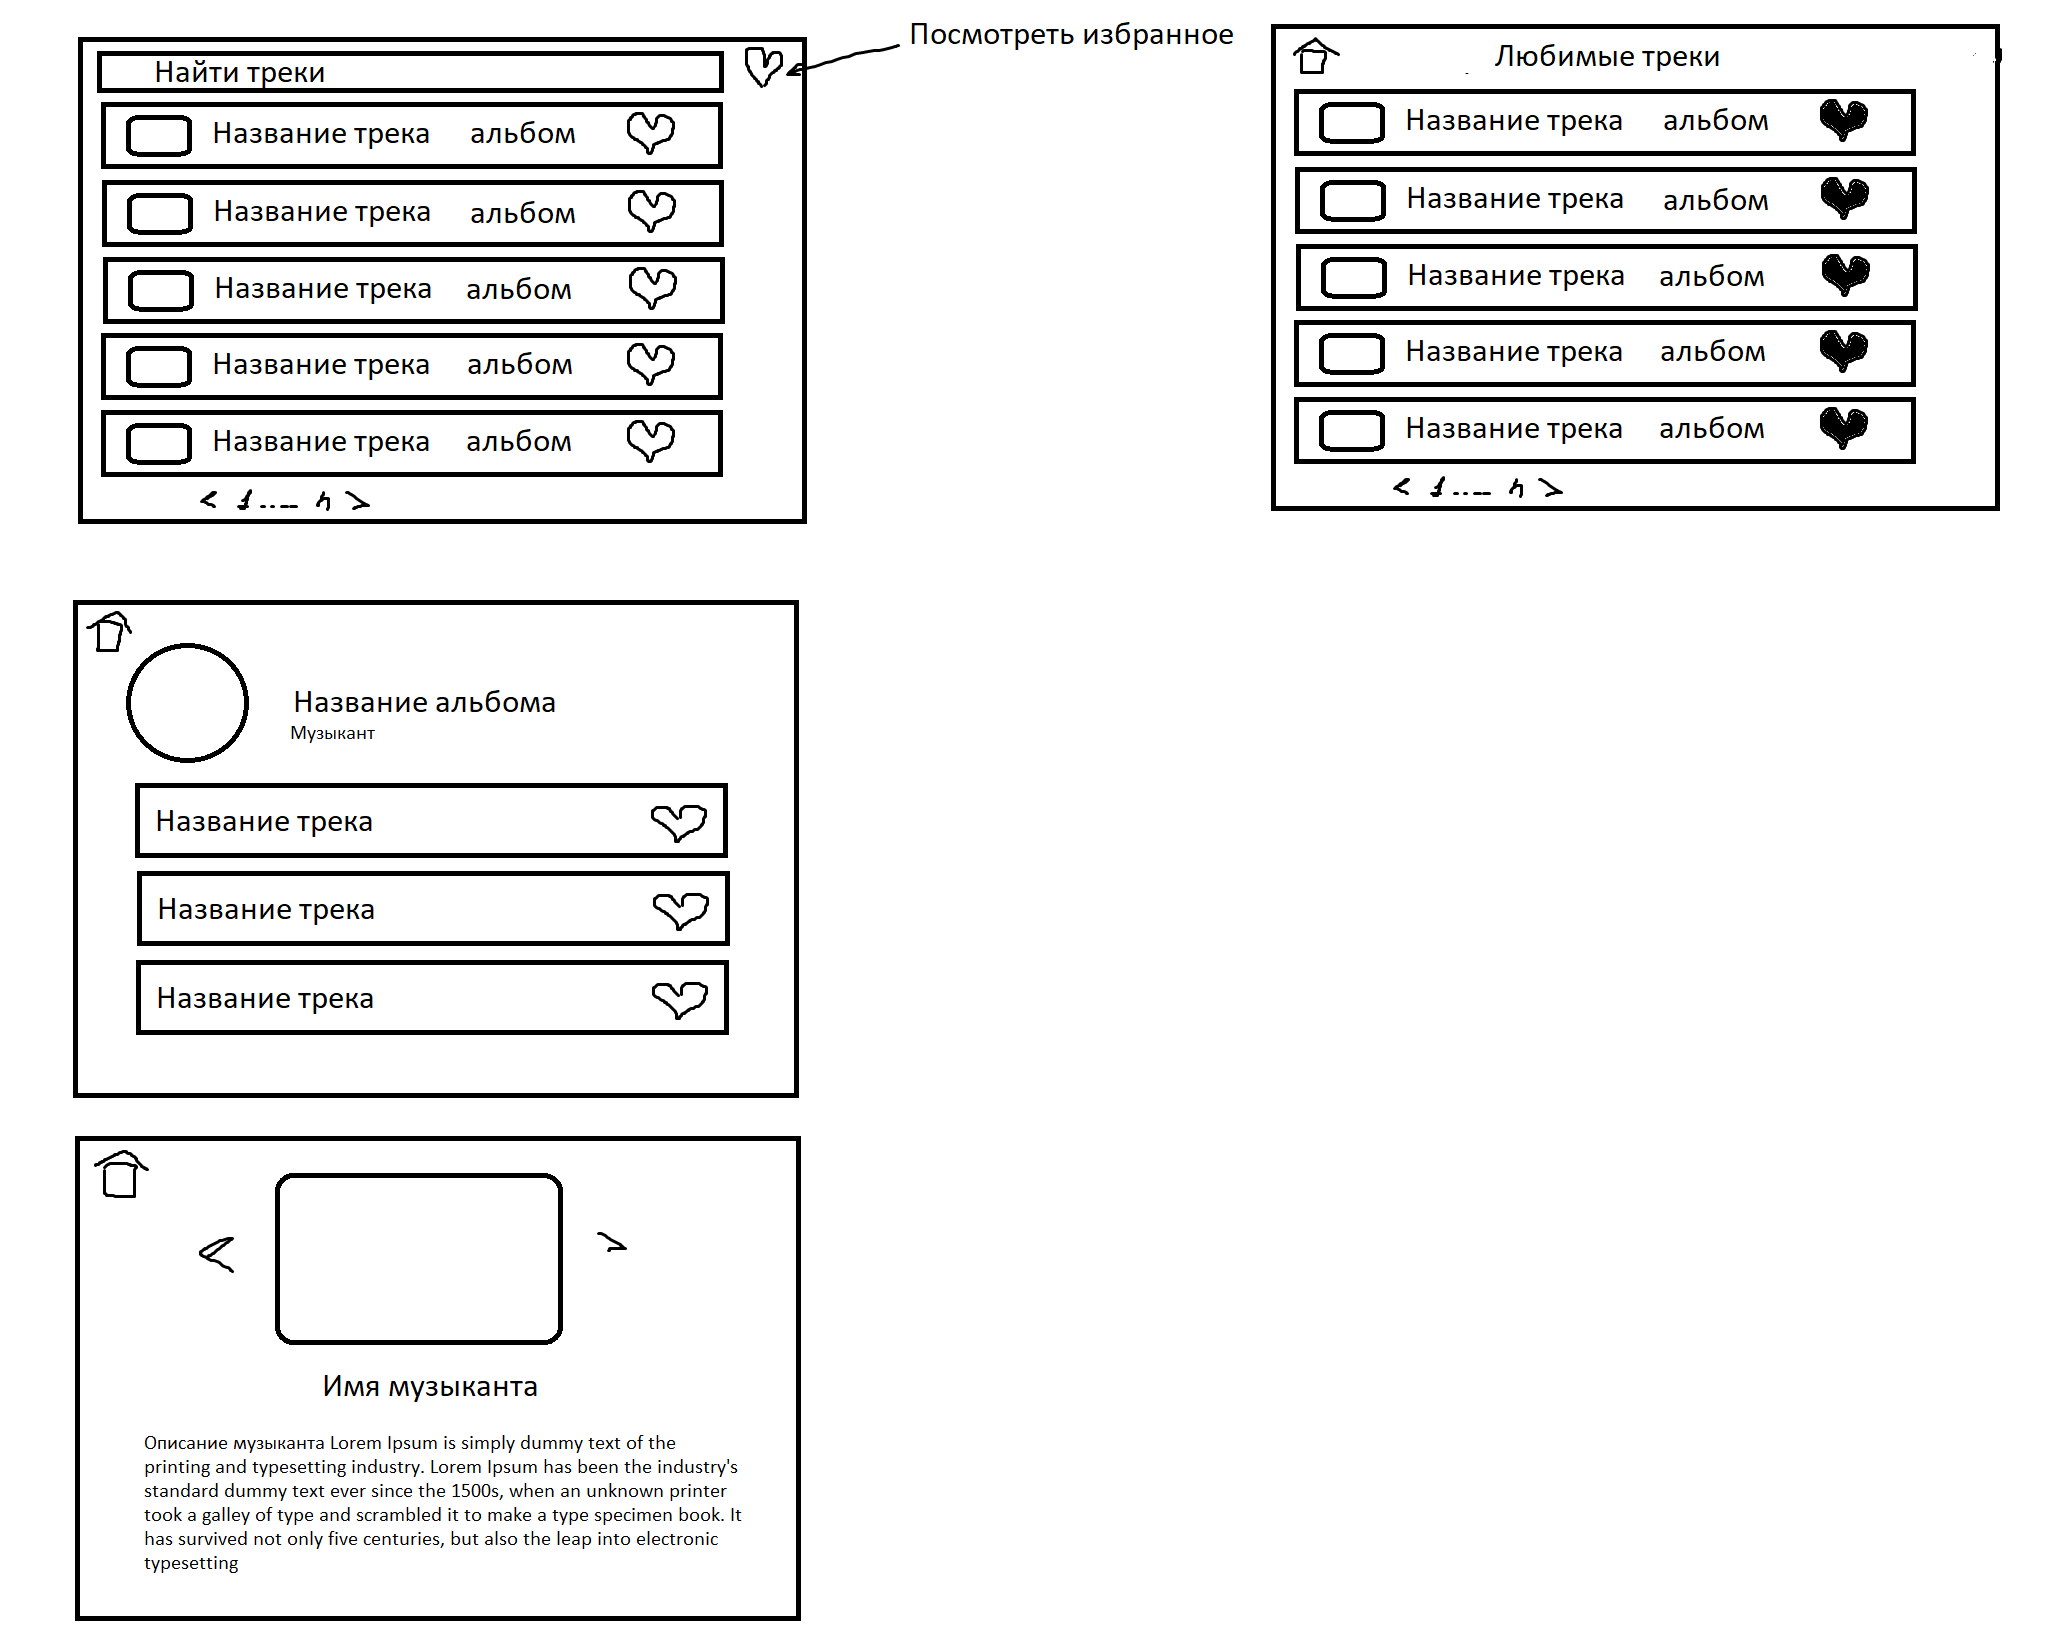 Посмотреть избранное
Найти треки
Название трека альбом
Название трека альбом
Название трека альбом
Название трека альбом
Название трека альбом
< 1 .... n >
Любимые треки
Название трека альбом
Название трека альбом
Название трека альбом
Название трека альбом
Название трека альбом
< 1 .... n >
Название альбома
Музыкант
Название трека
Название трека
Название трека
< >
Имя музыканта
Описание музыканта Lorem Ipsum is simply dummy text of the
printing and typesetting industry. Lorem Ipsum has been the industry's
standard dummy text ever since the 1500s, when an unknown printer
took a galley of type and scrambled it to make a type specimen book. It
has survived not only five centuries, but also the leap into electronic
typesetting